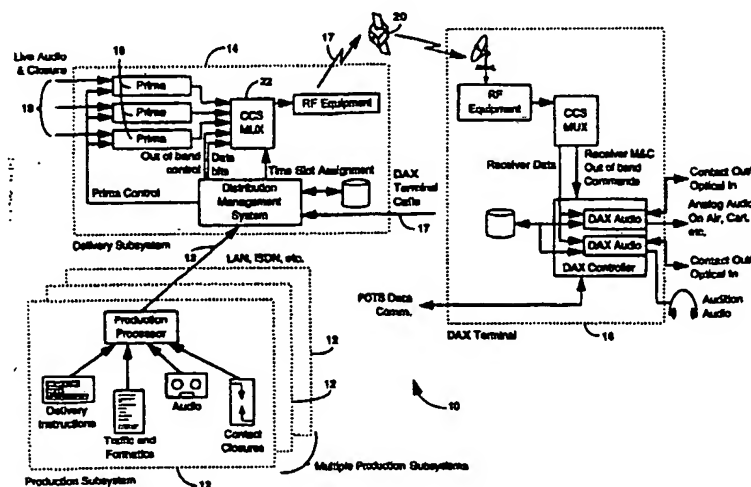 Live Audio
& Closure
18
16
Prima
Prima
Prima
16
14
22
CCS
MUX
RF Equipment
17
20
Out of band
control
Data
bits
Time Slot Assignment
Prima Control
Distribution
Management
System
DAX
Terminal
Calls
17
Delivery Subsystem
13
LAN, ISDN, etc.
Production
Processor
Delivery
Instructions
Traffic and
Formatics
Audio
Contact
Closures
12
12
12
Multiple Production Subsystems
Production Subsystem
10
RF
Equipment
CCS
MUX
Receiver Data
Receiver M&C
Out of band
Commands
DAX Audio
DAX Audio
DAX Controller
Contact Out/
Optical In
Analog Audio
On Air, Cart,
etc.
Contact Out/
Optical In
Audition
Audio
POTS Data
Comm.
DAX Terminal
16